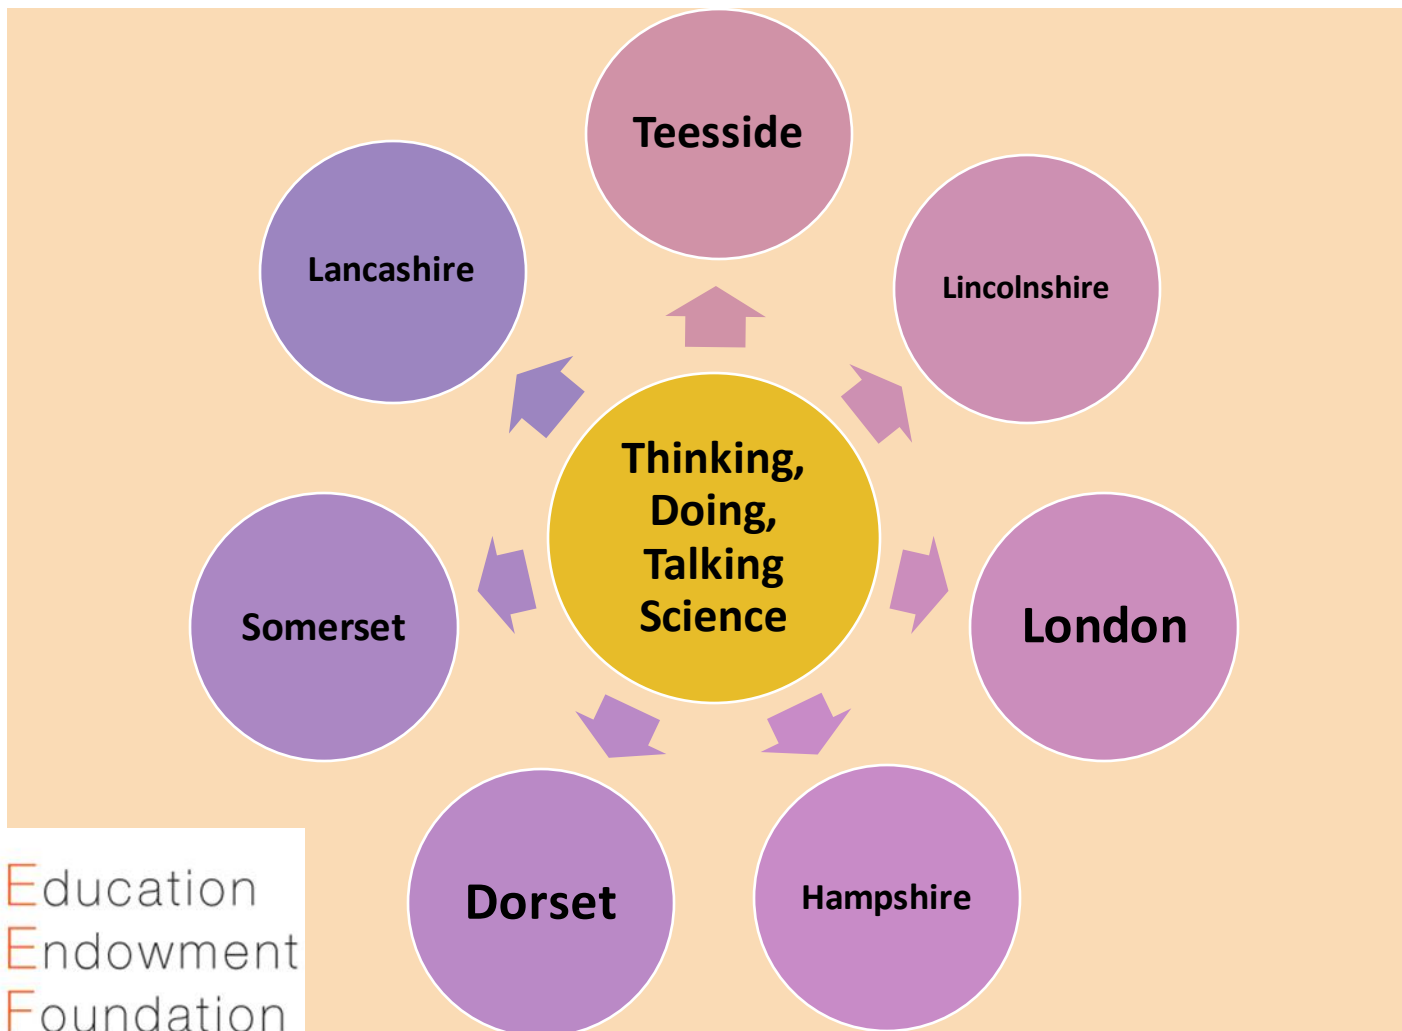 Teesside
Lincolnshire
London
Hampshire
Dorset
Somerset
Lancashire
Thinking,
Doing,
Talking
Science
Education
Endowment
Foundation